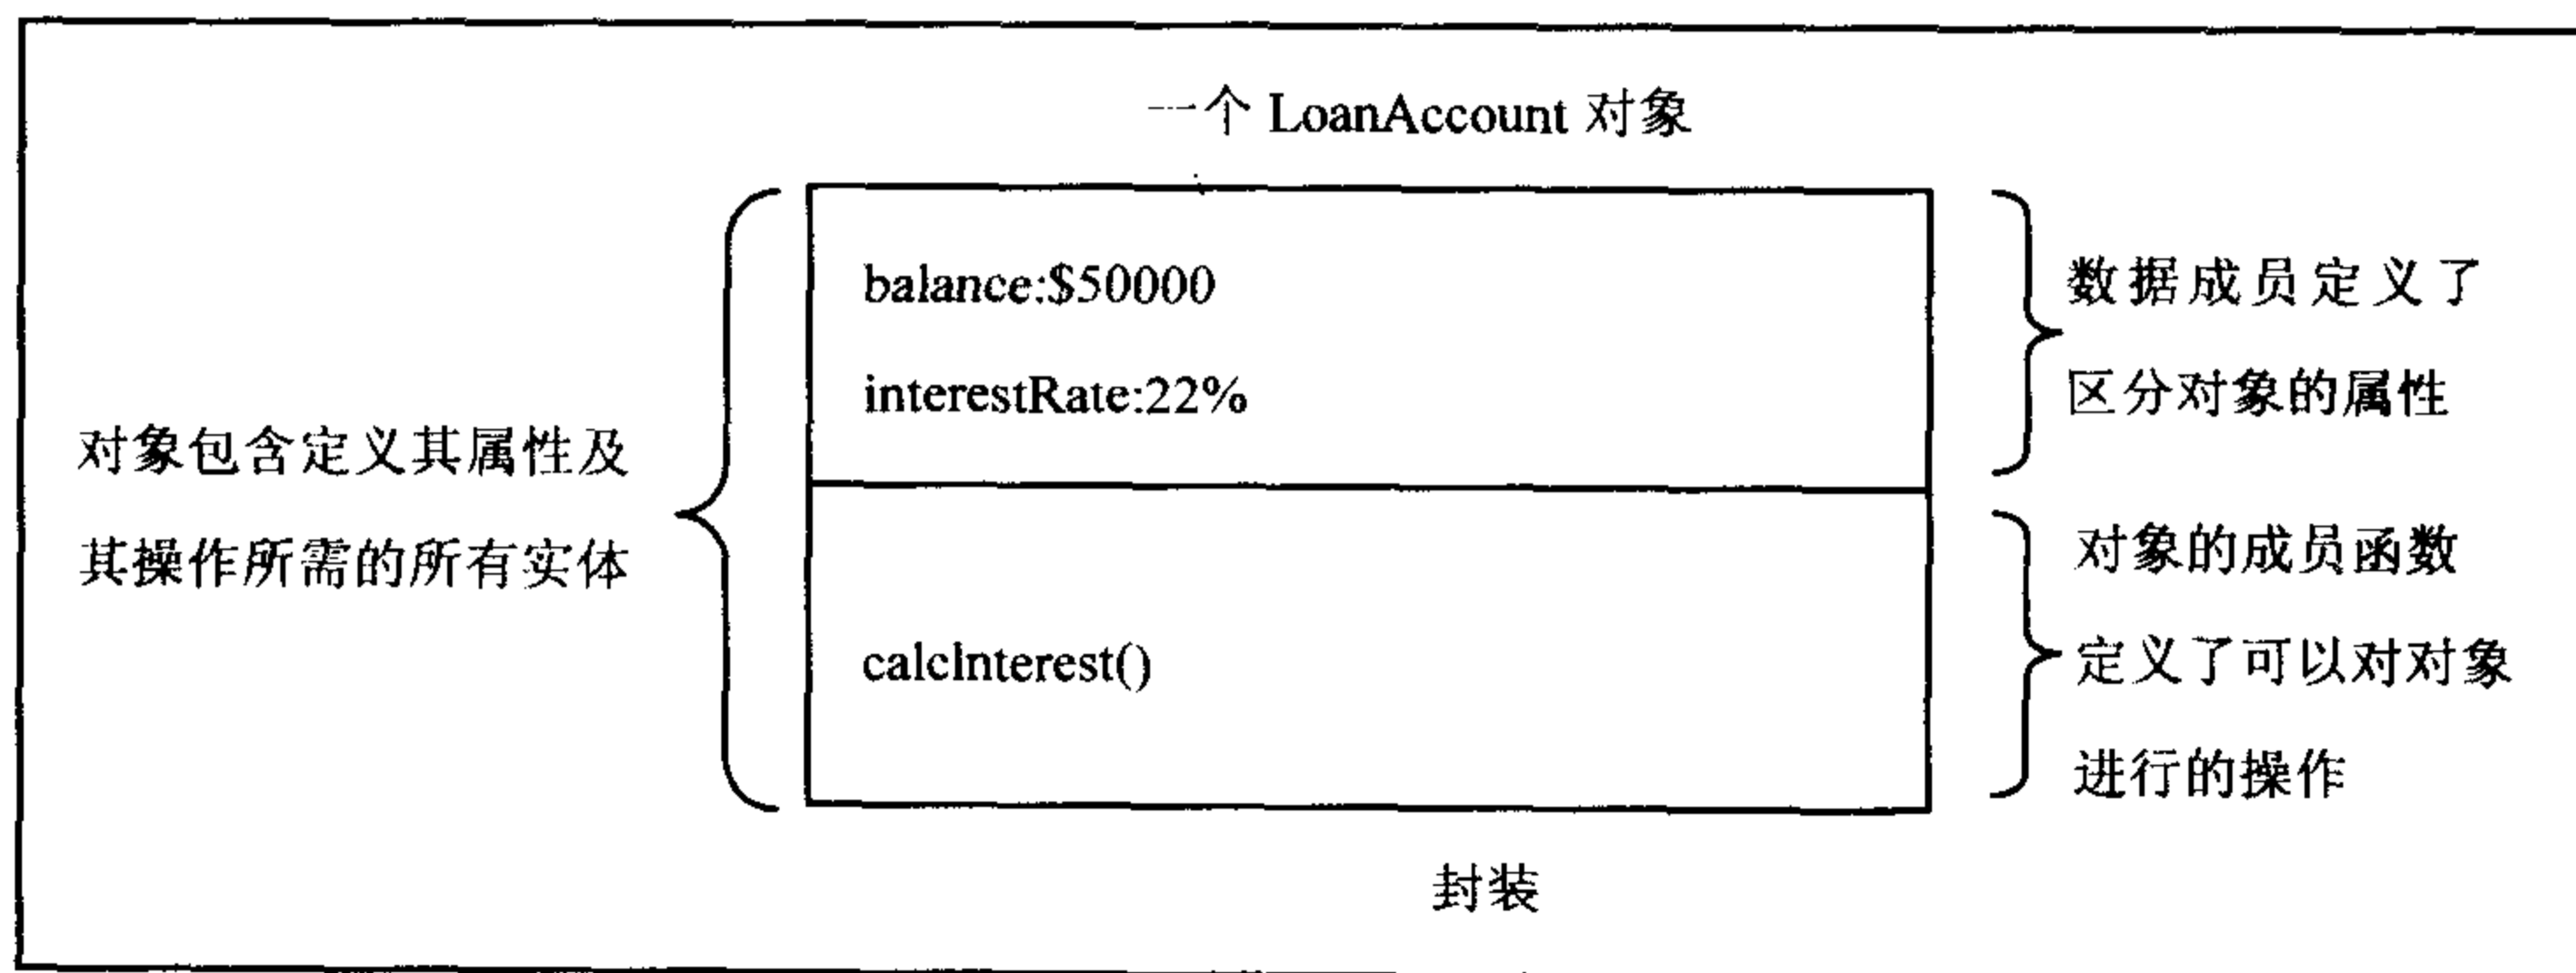 一个 LoanAccount 对象
对象包含定义其属性及
其操作所需的所有实体
balance:$50000
interestRate:22%
calcInterest()
数据成员定义了
区分对象的属性
对象的成员函数
定义了可以对对象
进行的操作
封装